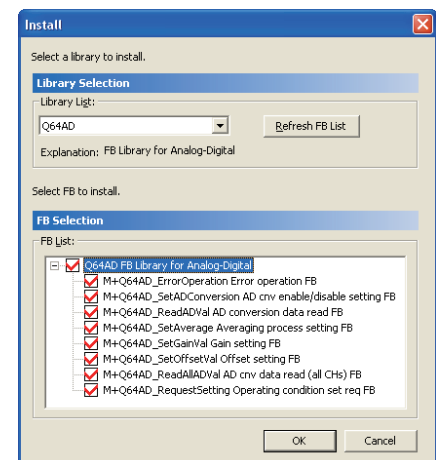 Install
Select a library to install.
Library Selection
Library List:
Q64AD
Refresh FB List
Explanation: FB Library for Analog-Digital
Select FB to install.
FB Selection
FB List:
Q64AD FB Library for Analog-Digital
M+Q64AD_ErrorOperation Error operation FB
M+Q64AD_SetADConversion AD cnv enable/disable setting FB
M+Q64AD_ReadADVal AD conversion data read FB
M+Q64AD_SetAverage Averaging process setting FB
M+Q64AD_SetGainVal Gain setting FB
M+Q64AD_SetOffsetVal Offset setting FB
M+Q64AD_ReadAllADVal AD cnv data read (all CHs) FB
M+Q64AD_RequestSetting Operating condition set req FB
OK Cancel